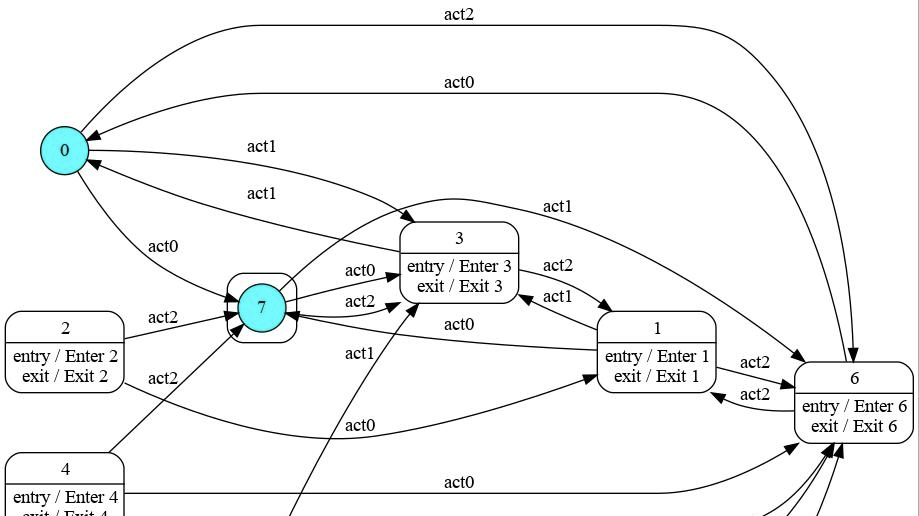 act2
act0
0
act1
act1
act0
3
entry / Enter 3
exit / Exit 3
act1
act0
act2
act2
act1
7
2
entry / Enter 2
exit / Exit 2
act2
act0
act1
1
entry / Enter 1
exit / Exit 1
act2
act2
act2
act0
6
entry / Enter 6
exit / Exit 6
4
entry / Enter 4
exit / Exit 4
act0